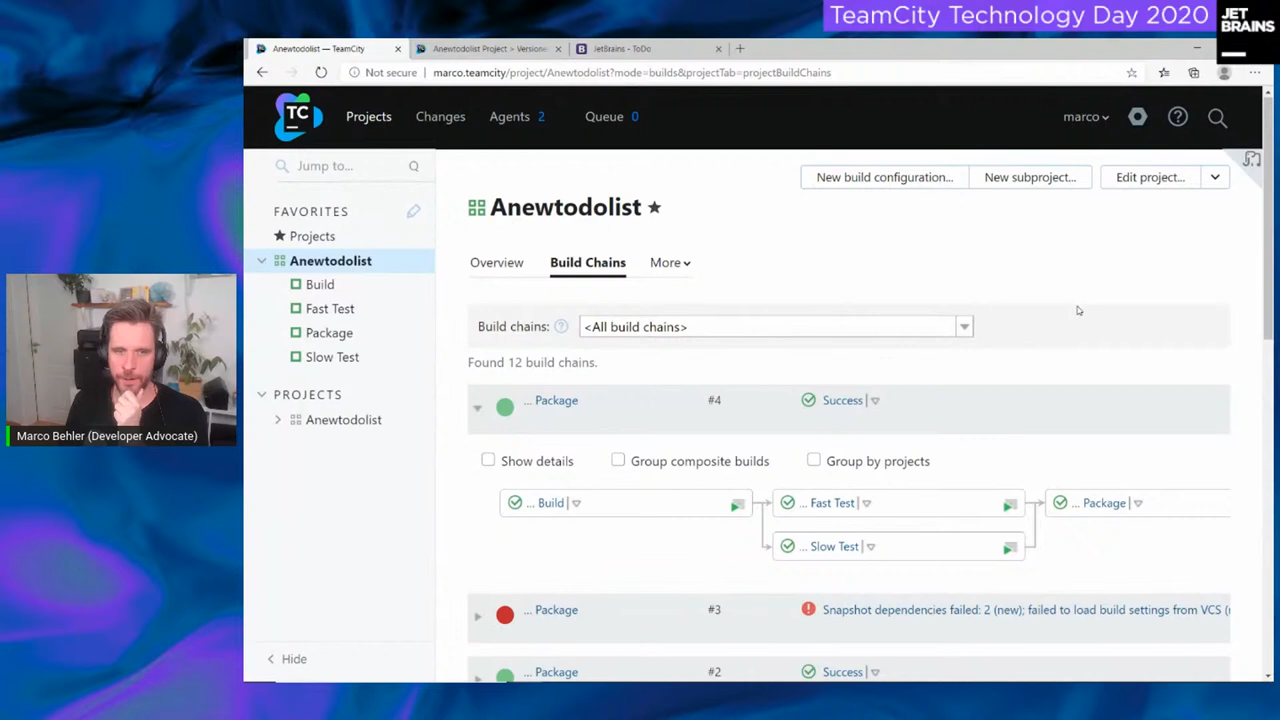 TeamCity Technology Day 2020
JET
BRAINS
Anewtodolist — TeamCity
Anewtodolist Project > Versione
JetBrains - ToDo
Not secure
marco.teamcity/project/Anewtodolist?mode=builds&projectTab=projectBuildChains
TC
Projects
Changes
Agents 2
Queue 0
marco
Jump to...
FAVORITES
Projects
Anewtodolist
Build
Fast Test
Package
Slow Test
PROJECTS
Anewtodolist
Hide
New build configuration...
New subproject...
Edit project...
Anewtodolist
Overview
Build Chains
More
Build chains:
<All build chains>
Found 12 build chains.
... Package #4 Success
Show details
Group composite builds
Group by projects
... Build
... Fast Test
... Package
... Slow Test
... Package #3 Snapshot dependencies failed: 2 (new); failed to load build settings from VCS (
... Package #2 Success
Marco Behler (Developer Advocate)